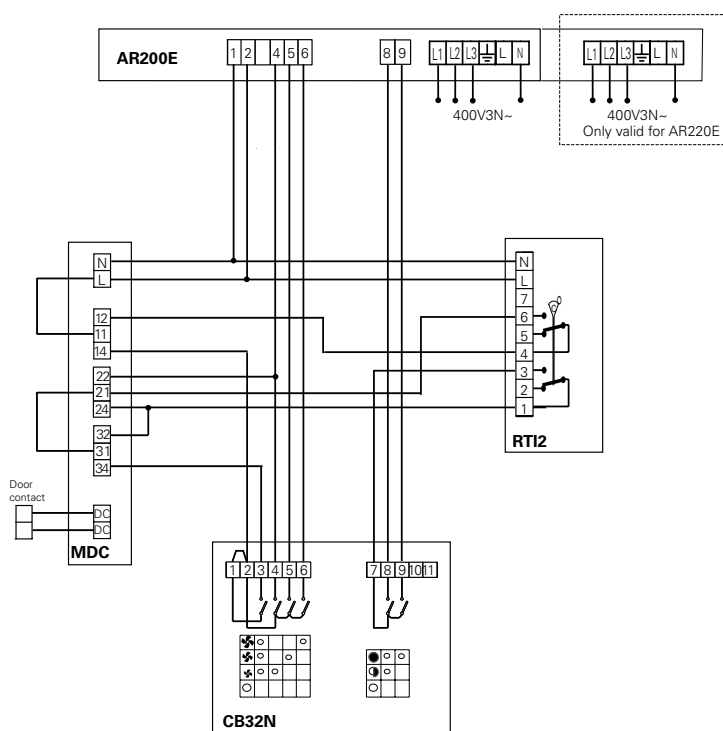 AR200E
1 2 4 5 6
8 9
L1 L2 L3 L N
L1 L2 L3 L N
400V3N~
400V3N~
Only valid for AR220E
N
L
12
11
14
22
21
24
32
31
34
DC
DC
Door
contact
MDC
N
L
7
6
5
4
3
2
1
RTI2
1 2 3 4 5 6
7 8 9 10 11
CB32N